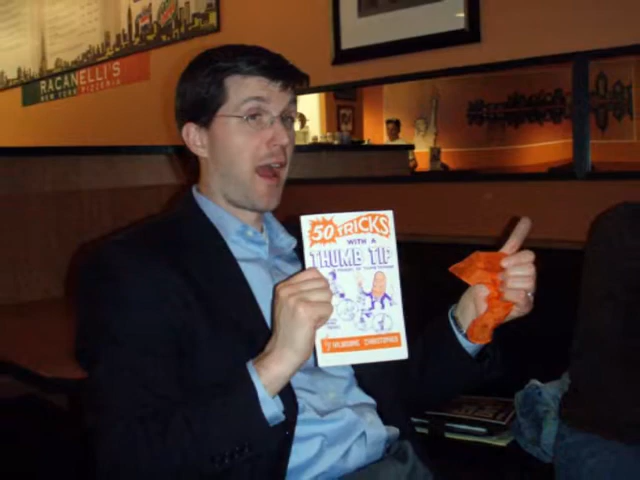 RACANELLI'S
NEW YORK PIZZERIA
50 TRICKS
WITH A
THUMB TIP
MILBOURNE CHRISTOPHER